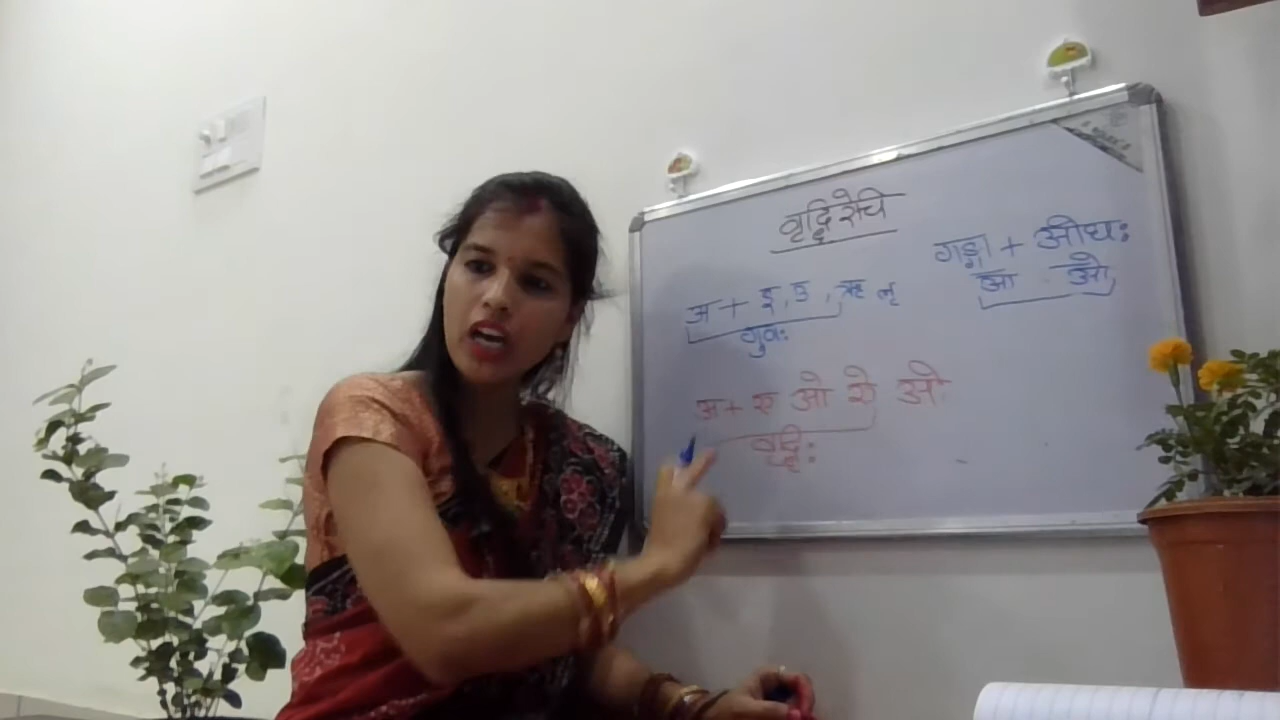 वृद्धिरेचि
अ + इ, उ, ऋ लृ
गुणः
गङ्गा + ओघः
आ ओ
अ + ए ओ ऐ औ
वृद्धिः